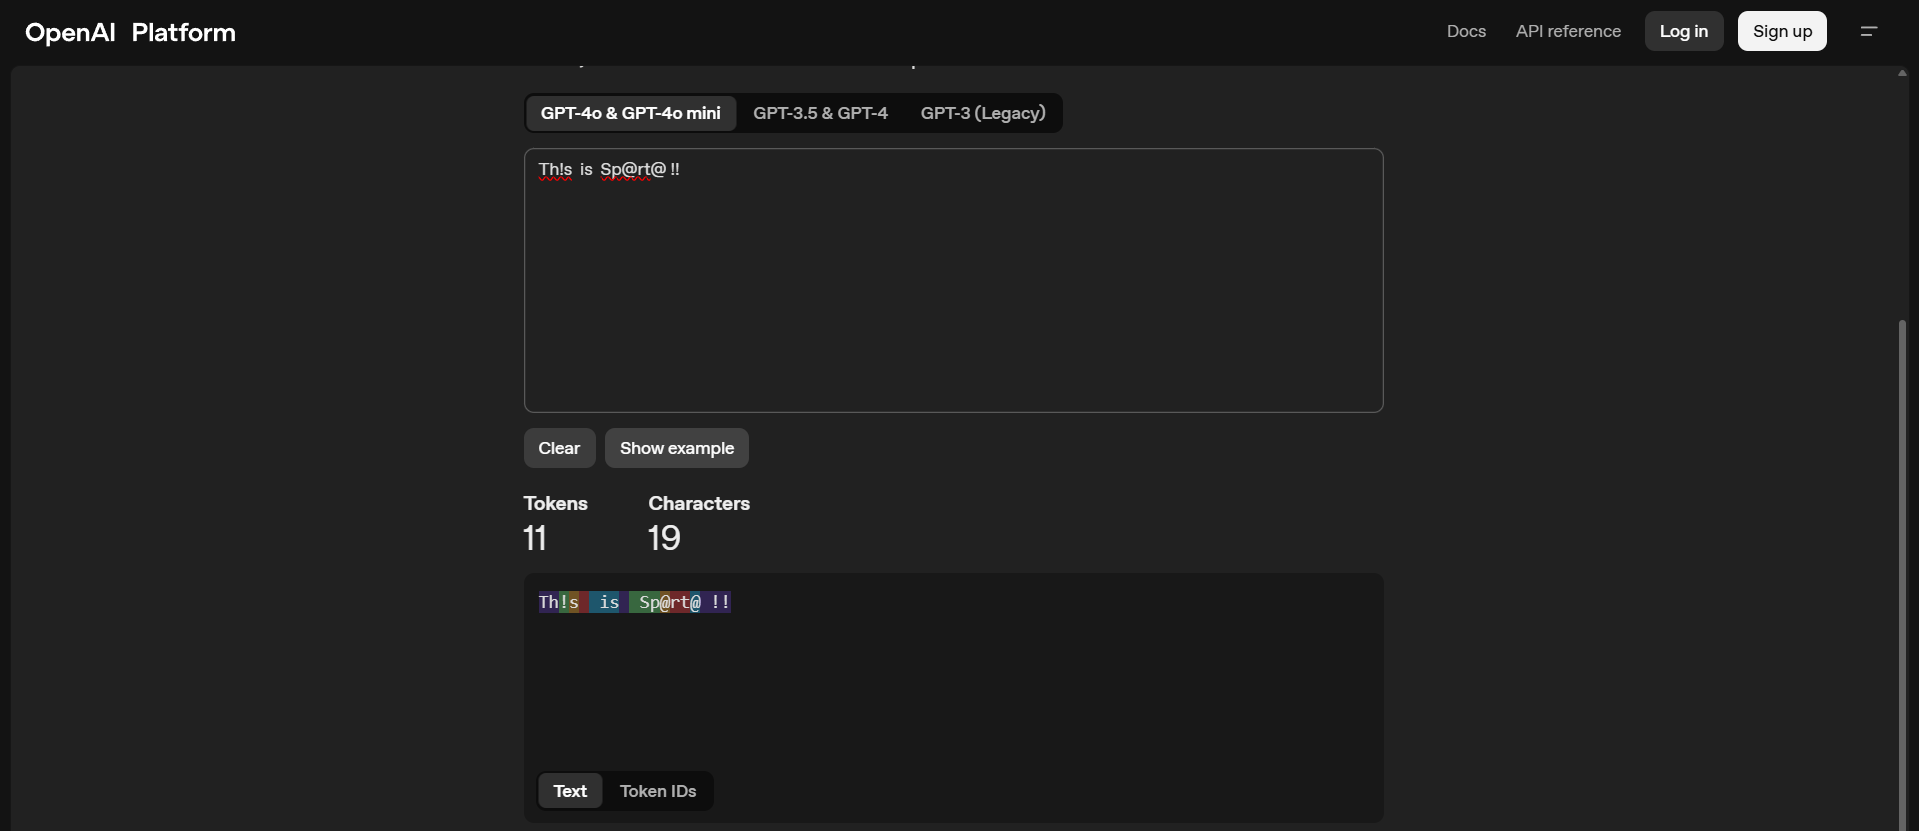 OpenAI Platform
Docs API reference Log in Sign up
GPT-4o & GPT-4o mini GPT-3.5 & GPT-4 GPT-3 (Legacy)
Th!s  is  Sp@rt@ !!
Clear Show example
Tokens Characters
11 19
Th!s  is  Sp@rt@ !!
Text Token IDs